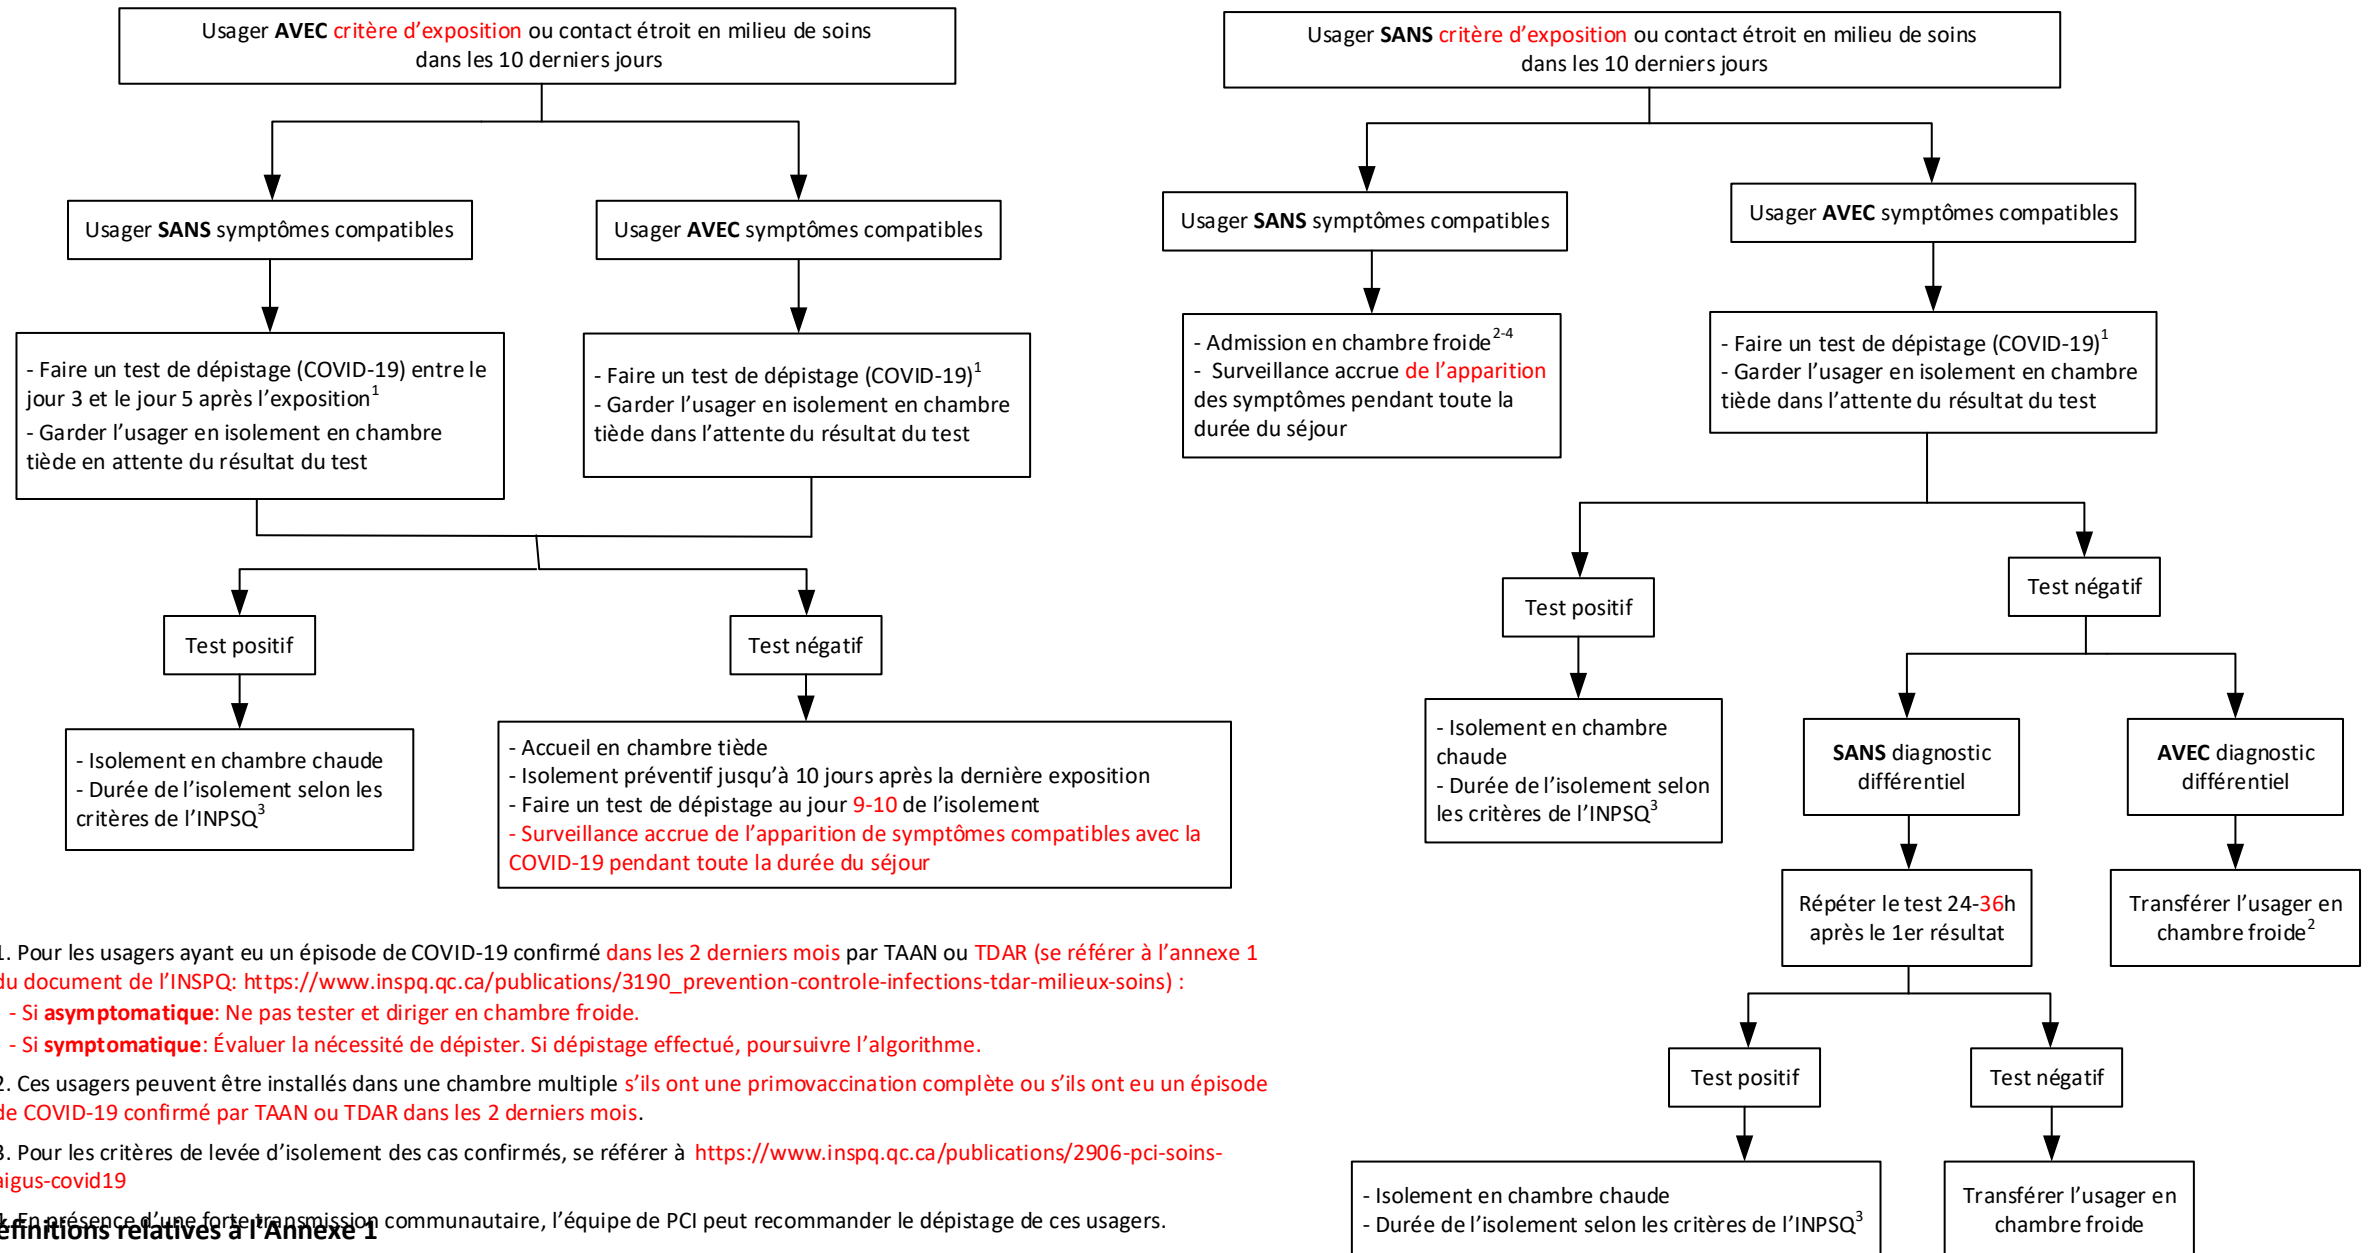 Usager AVEC critère d’exposition ou contact étroit en milieu de soins
dans les 10 derniers jours
Usager SANS symptômes compatibles
Usager AVEC symptômes compatibles
- Faire un test de dépistage (COVID-19) entre le
jour 3 et le jour 5 après l’exposition1
- Garder l’usager en isolement en chambre
tiède en attente du résultat du test
- Faire un test de dépistage (COVID-19)1
- Garder l’usager en isolement en chambre
tiède dans l’attente du résultat du test
Test positif
Test négatif
- Isolement en chambre chaude
- Durée de l’isolement selon les
critères de l’INPSQ3
- Accueil en chambre tiède
- Isolement préventif jusqu’à 10 jours après la dernière exposition
- Faire un test de dépistage au jour 9-10 de l’isolement
- Surveillance accrue de l’apparition de symptômes compatibles avec la
COVID-19 pendant toute la durée du séjour
Usager SANS critère d’exposition ou contact étroit en milieu de soins
dans les 10 derniers jours
Usager SANS symptômes compatibles
Usager AVEC symptômes compatibles
- Admission en chambre froide2-4
- Surveillance accrue de l’apparition
des symptômes pendant toute la
durée du séjour
- Faire un test de dépistage (COVID-19)1
- Garder l’usager en isolement en chambre
tiède dans l’attente du résultat du test
Test positif
Test négatif
- Isolement en chambre
chaude
- Durée de l’isolement selon
les critères de l’INPSQ3
SANS diagnostic
différentiel
AVEC diagnostic
différentiel
Répéter le test 24-36h
après le 1er résultat
Transférer l’usager en
chambre froide2
Test positif
Test négatif
- Isolement en chambre chaude
- Durée de l’isolement selon les critères de l’INPSQ3
Transférer l’usager en
chambre froide
1. Pour les usagers ayant eu un épisode de COVID-19 confirmé dans les 2 derniers mois par TAAN ou TDAR (se référer à l’annexe 1
du document de l’INSPQ: https://www.inspq.qc.ca/publications/3190_prevention-controle-infections-tdar-milieux-soins) :
- Si asymptomatique: Ne pas tester et diriger en chambre froide.
- Si symptomatique: Évaluer la nécessité de dépister. Si dépistage effectué, poursuivre l’algorithme.
2. Ces usagers peuvent être installés dans une chambre multiple s’ils ont une primovaccination complète ou s’ils ont eu un épisode
de COVID-19 confirmé par TAAN ou TDAR dans les 2 derniers mois.
3. Pour les critères de levée d’isolement des cas confirmés, se référer à https://www.inspq.qc.ca/publications/2906-pci-soins-
aigus-covid19
4. En présence d’une forte transmission communautaire, l’équipe de PCI peut recommander le dépistage de ces usagers.
éfinitions relatives à l’Annexe 1